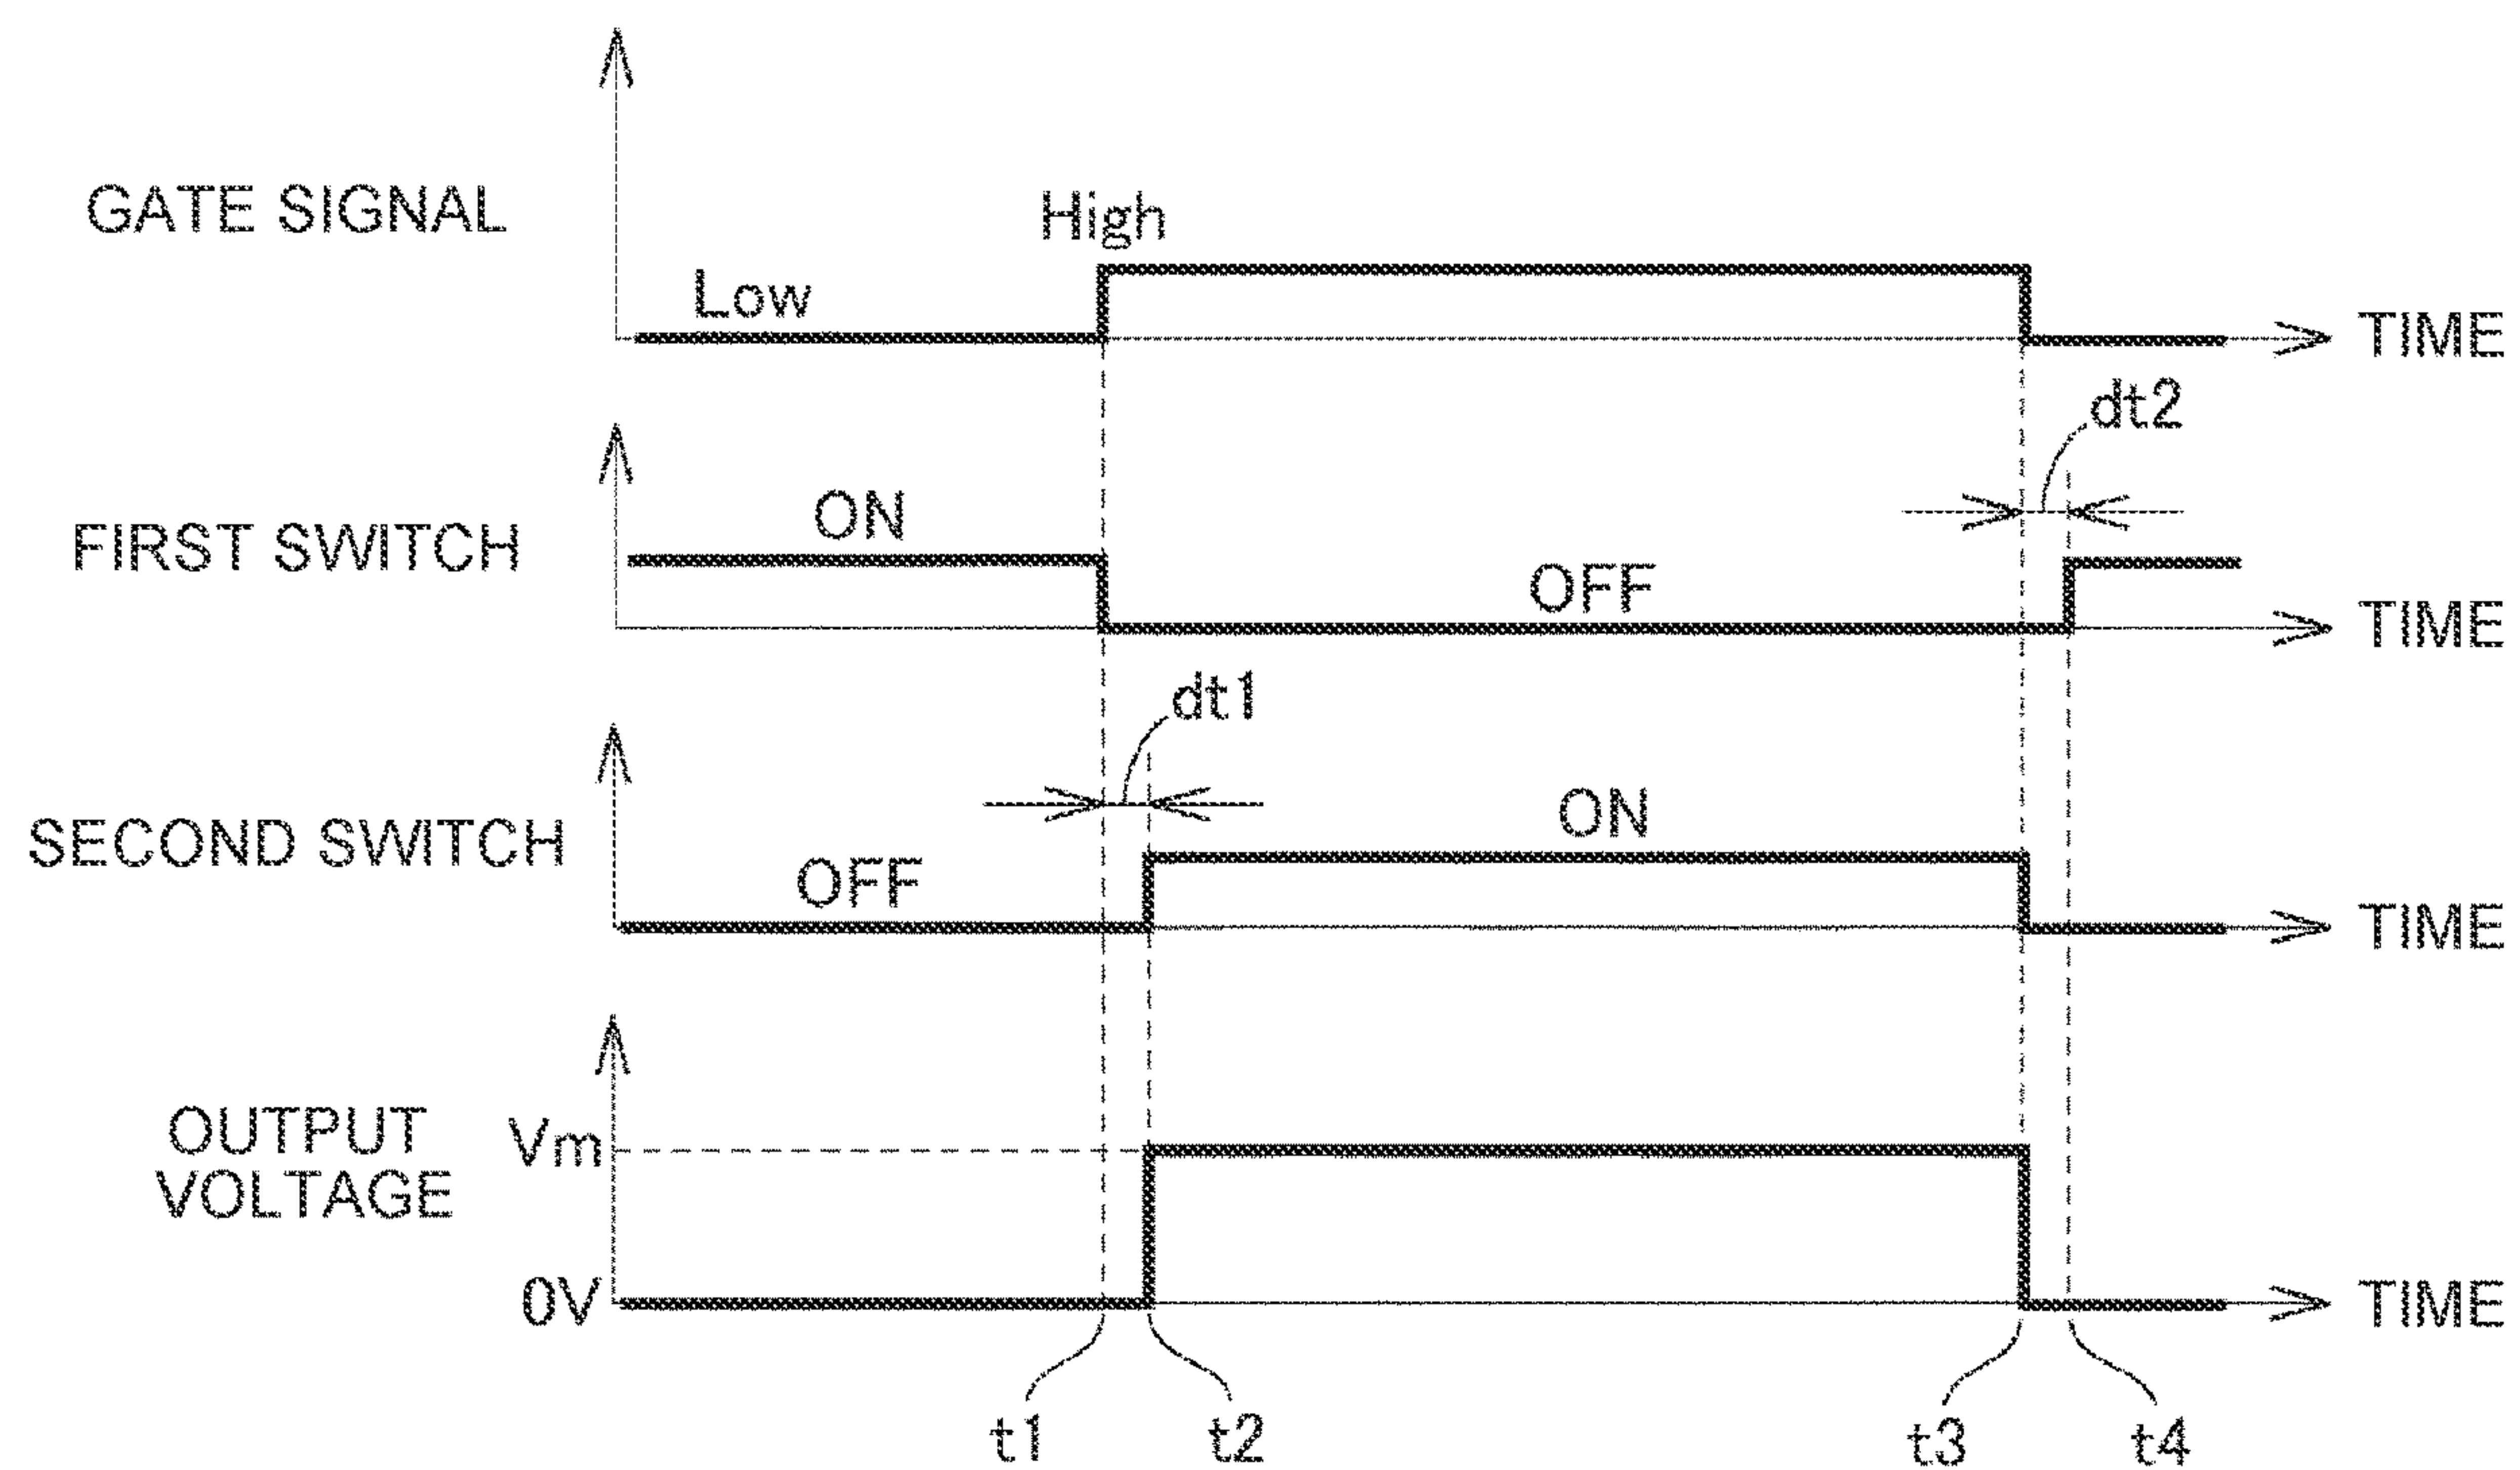 GATE SIGNAL
High
Low
TIME
dt2
FIRST SWITCH
ON
OFF
TIME
dt1
SECOND SWITCH
OFF
ON
TIME
OUTPUT
VOLTAGE
Vm
0V
TIME
t1
t2
t3
t4